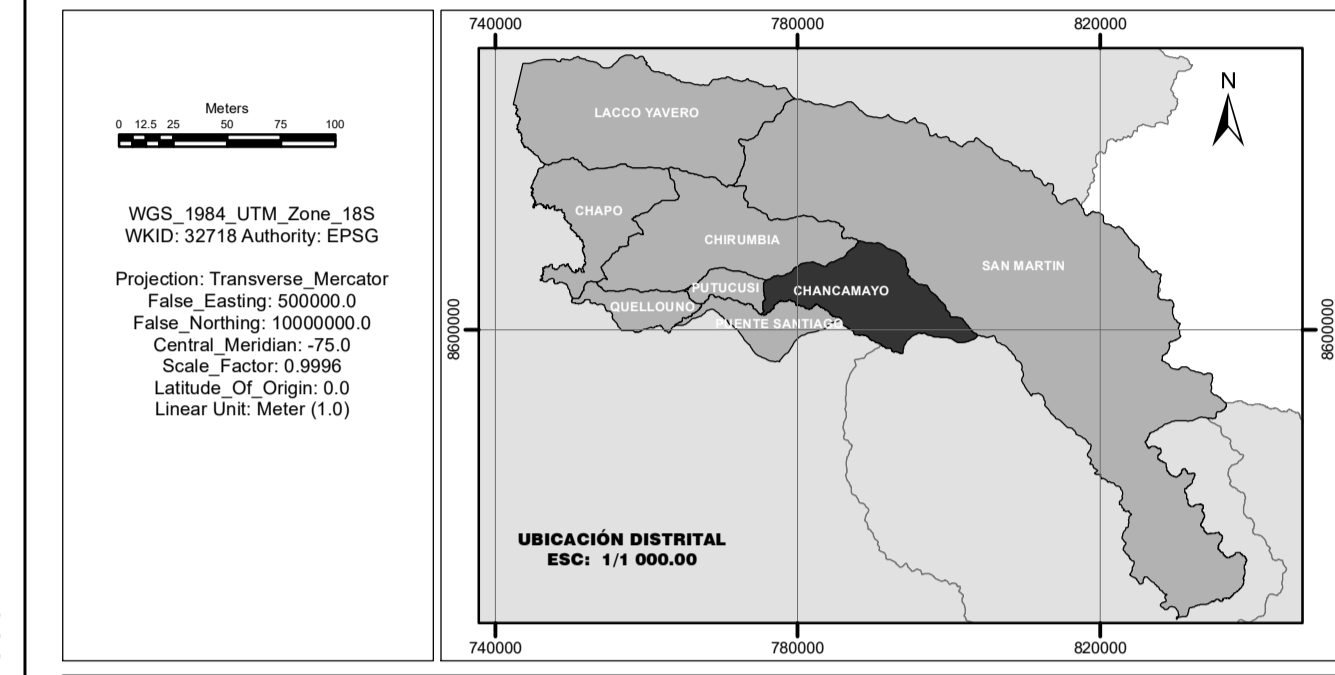 Meters
0 12.5 25 50 75 100
WGS_1984_UTM_Zone_18S
WKID: 32718 Authority: EPSG
Projection: Transverse_Mercator
False_Easting: 500000.0
False_Northing: 10000000.0
Central_Meridian: -75.0
Scale_Factor: 0.9996
Latitude_Of_Origin: 0.0
Linear Unit: Meter (1.0)
740000 780000 820000
N
LACCO YAVERO
CHAPO
CHIRUMBIA
SAN MARTIN
PUTUCUSI
CHANCAMAYO
QUELLOUNO
PUENTE SANTIAGO
8600000 8600000
UBICACIÓN DISTRITAL
ESC: 1/1 000.00
740000 780000 820000